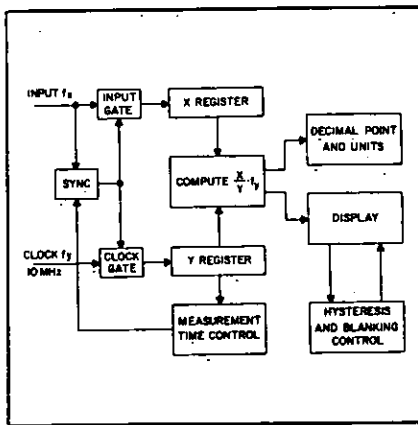 INPUT fx
INPUT
GATE
X REGISTER
DECIMAL POINT
AND UNITS
SYNC
COMPUTE X/Y · fy
DISPLAY
CLOCK fy
10 MHz
CLOCK
GATE
Y REGISTER
MEASUREMENT
TIME CONTROL
HYSTERESIS
AND BLANKING
CONTROL